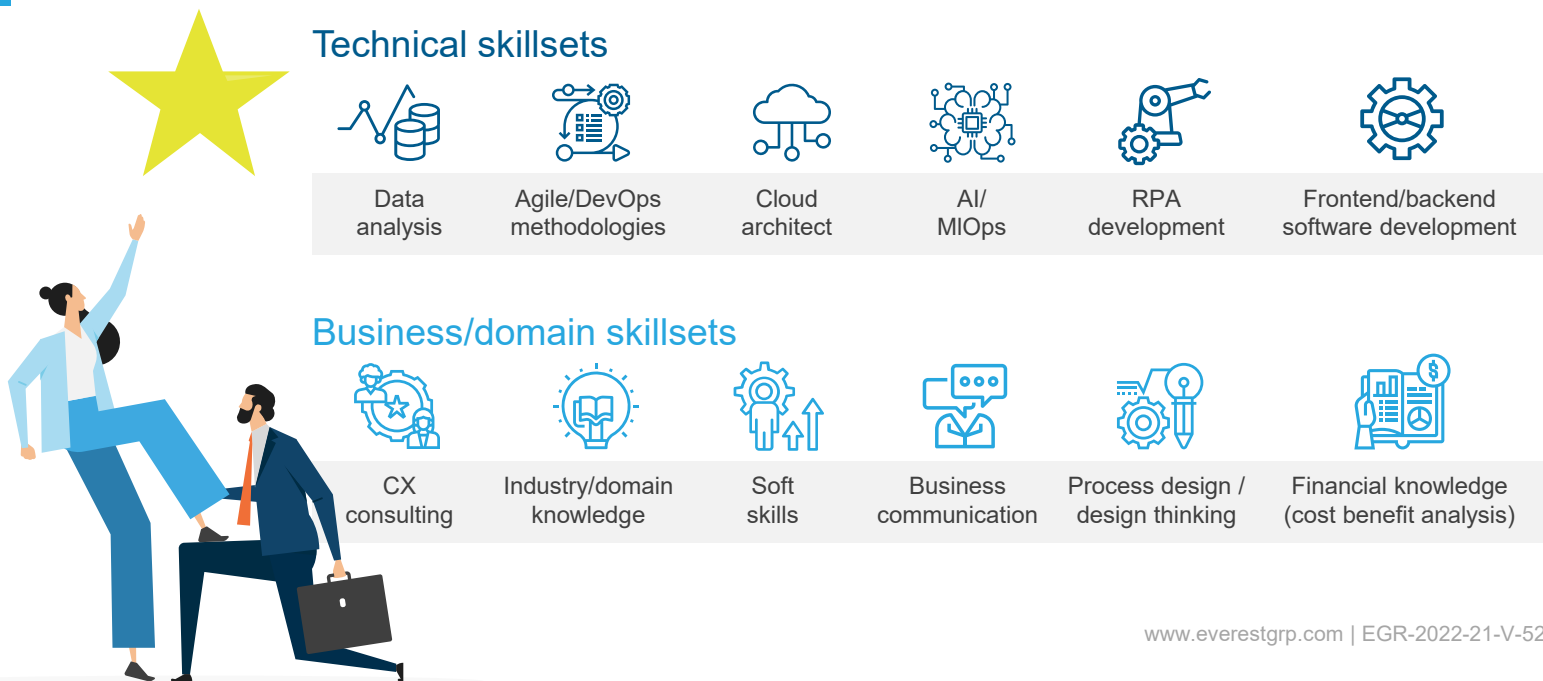 Technical skillsets
Data
analysis
Agile/DevOps
methodologies
Cloud
architect
AI/
MlOps
RPA
development
Frontend/backend
software development
Business/domain skillsets
$
CX
consulting
Industry/domain
knowledge
Soft
skills
Business
communication
Process design /
design thinking
Financial knowledge
(cost benefit analysis)
www.everestgrp.com | EGR-2022-21-V-52